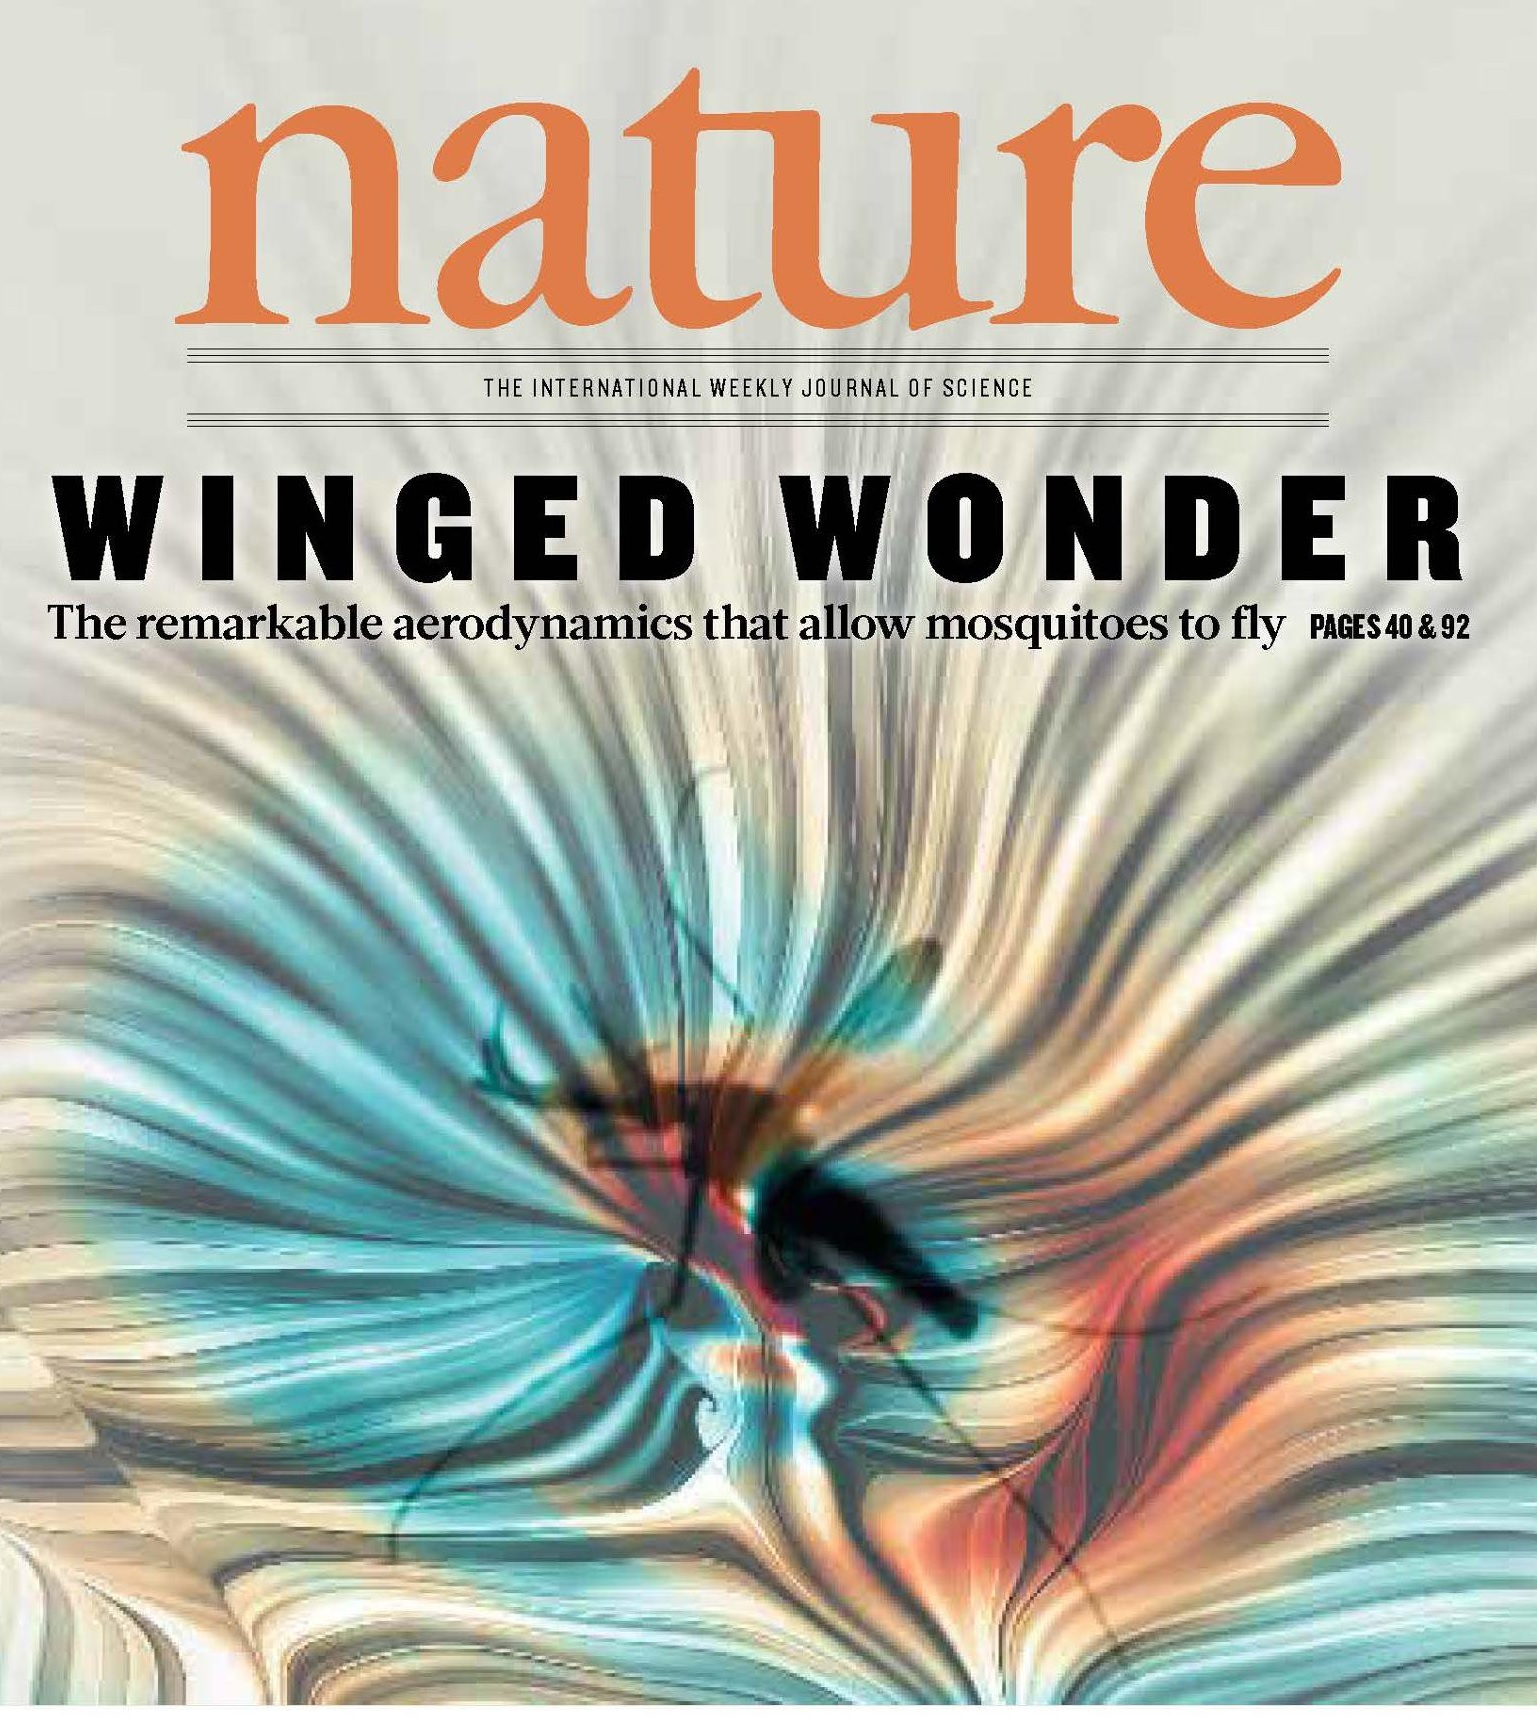 nature
THE INTERNATIONAL WEEKLY JOURNAL OF SCIENCE
WINGED WONDER
The remarkable aerodynamics that allow mosquitoes to fly PAGES 40 & 92